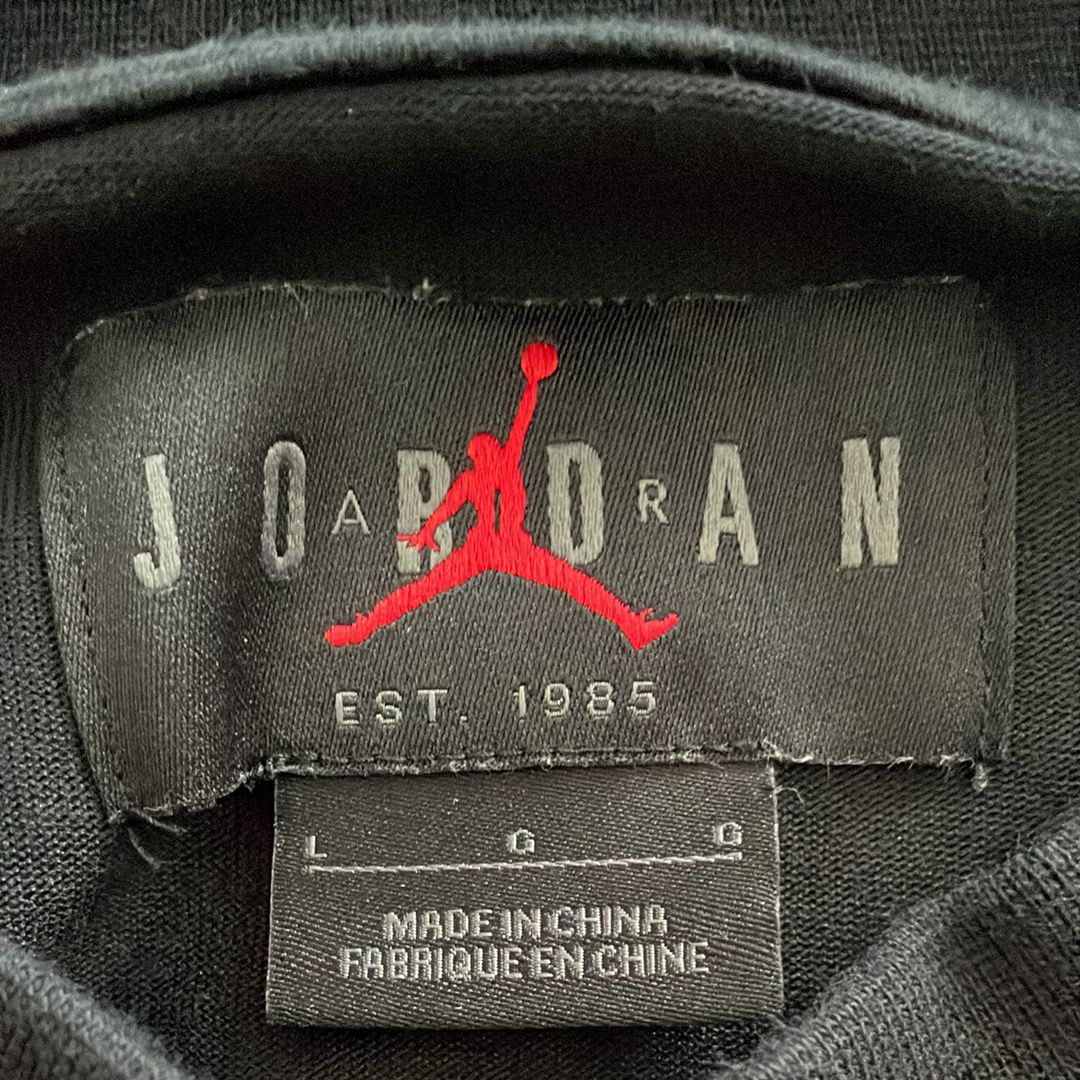 JORDAN
AIR
EST. 1985
L G G
MADE IN CHINA
FABRIQUE EN CHINE